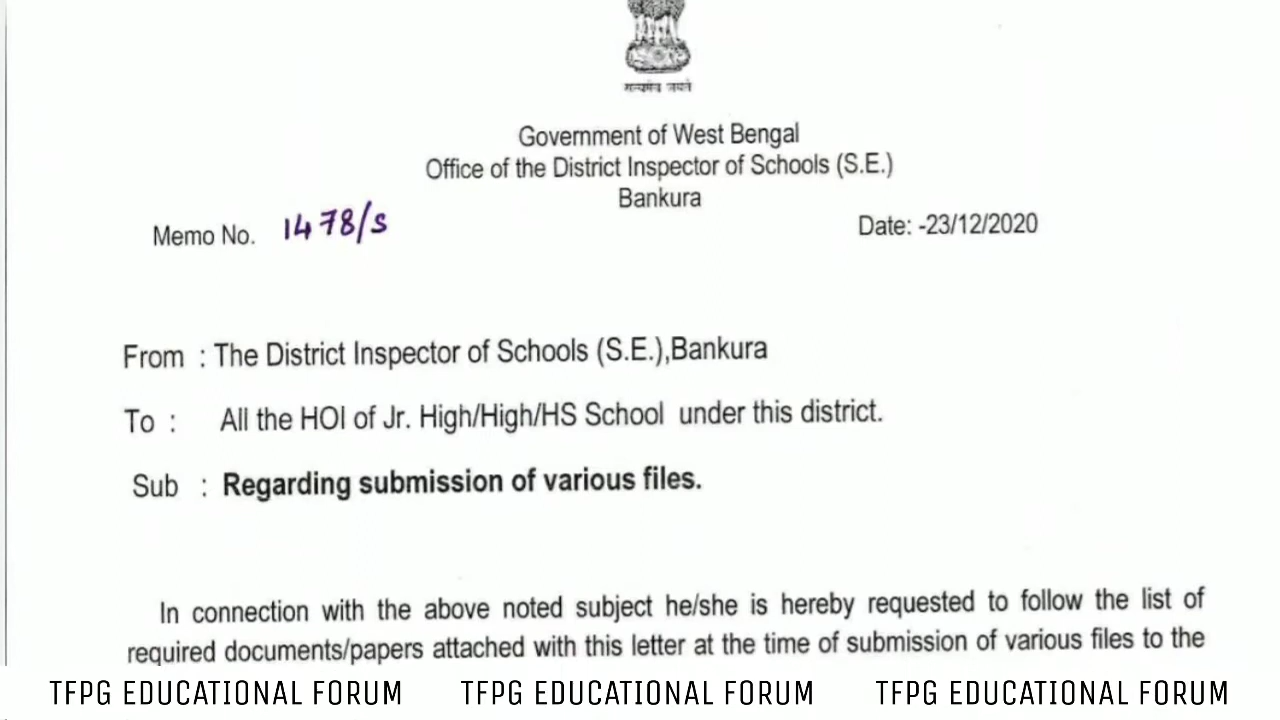 सत्यमेव जयते
Government of West Bengal
Office of the District Inspector of Schools (S.E.)
Bankura
Memo No. 1478/S
Date: -23/12/2020
From : The District Inspector of Schools (S.E.),Bankura
To : All the HOI of Jr. High/High/HS School under this district.
Sub : Regarding submission of various files.
In connection with the above noted subject he/she is hereby requested to follow the list of
required documents/papers attached with this letter at the time of submission of various files to the
TFPG EDUCATIONAL FORUM TFPG EDUCATIONAL FORUM TFPG EDUCATIONAL FORUM